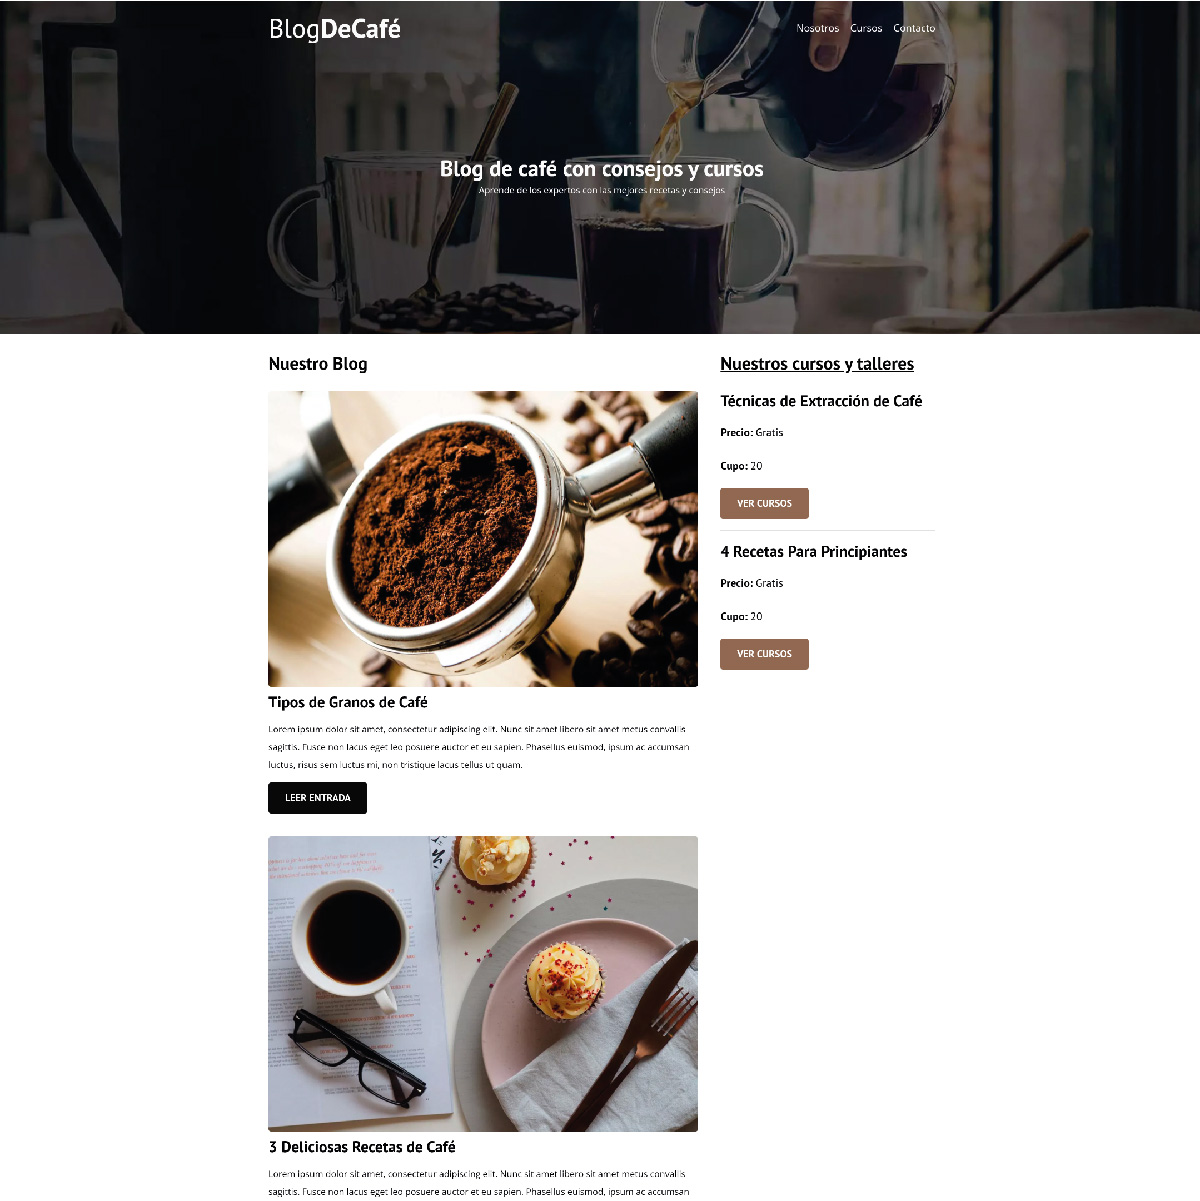 BlogDeCafé
Nosotros Cursos Contacto
Blog de café con consejos y cursos
Aprende de los expertos con las mejores recetas y consejos
Nuestro Blog
Tipos de Granos de Café
Lorem ipsum dolor sit amet, consectetur adipiscing elit. Nunc sit amet libero sit amet metus convallis
sagittis. Fusce non lacus eget leo posuere auctor et eu sapien. Phasellus euismod, ipsum ac accumsan
luctus, risus sem luctus mi, non tristique lacus tellus ut quam.
LEER ENTRADA
3 Deliciosas Recetas de Café
Lorem ipsum dolor sit amet, consectetur adipiscing elit. Nunc sit amet libero sit amet metus convallis
sagittis. Fusce non lacus eget leo posuere auctor et eu sapien. Phasellus euismod, ipsum ac accumsan
Nuestros cursos y talleres
Técnicas de Extracción de Café
Precio: Gratis
Cupo: 20
VER CURSOS
4 Recetas Para Principiantes
Precio: Gratis
Cupo: 20
VER CURSOS